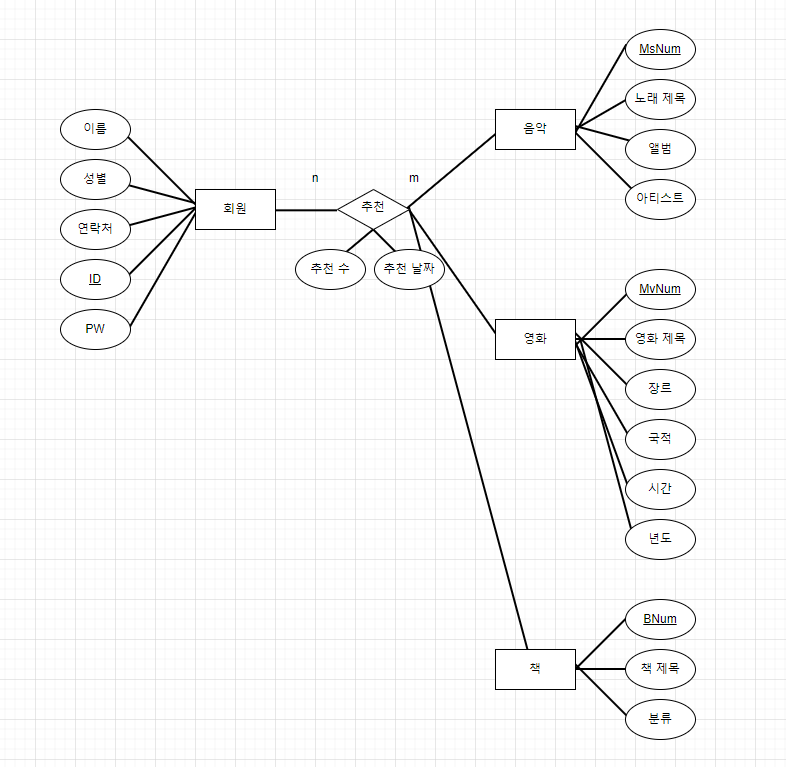 이름
성별
연락처
ID
PW
회원
n
추천
m
추천 수
추천 날짜
음악
MsNum
노래 제목
앨범
아티스트
영화
MvNum
영화 제목
장르
국적
시간
년도
책
BNum
책 제목
분류